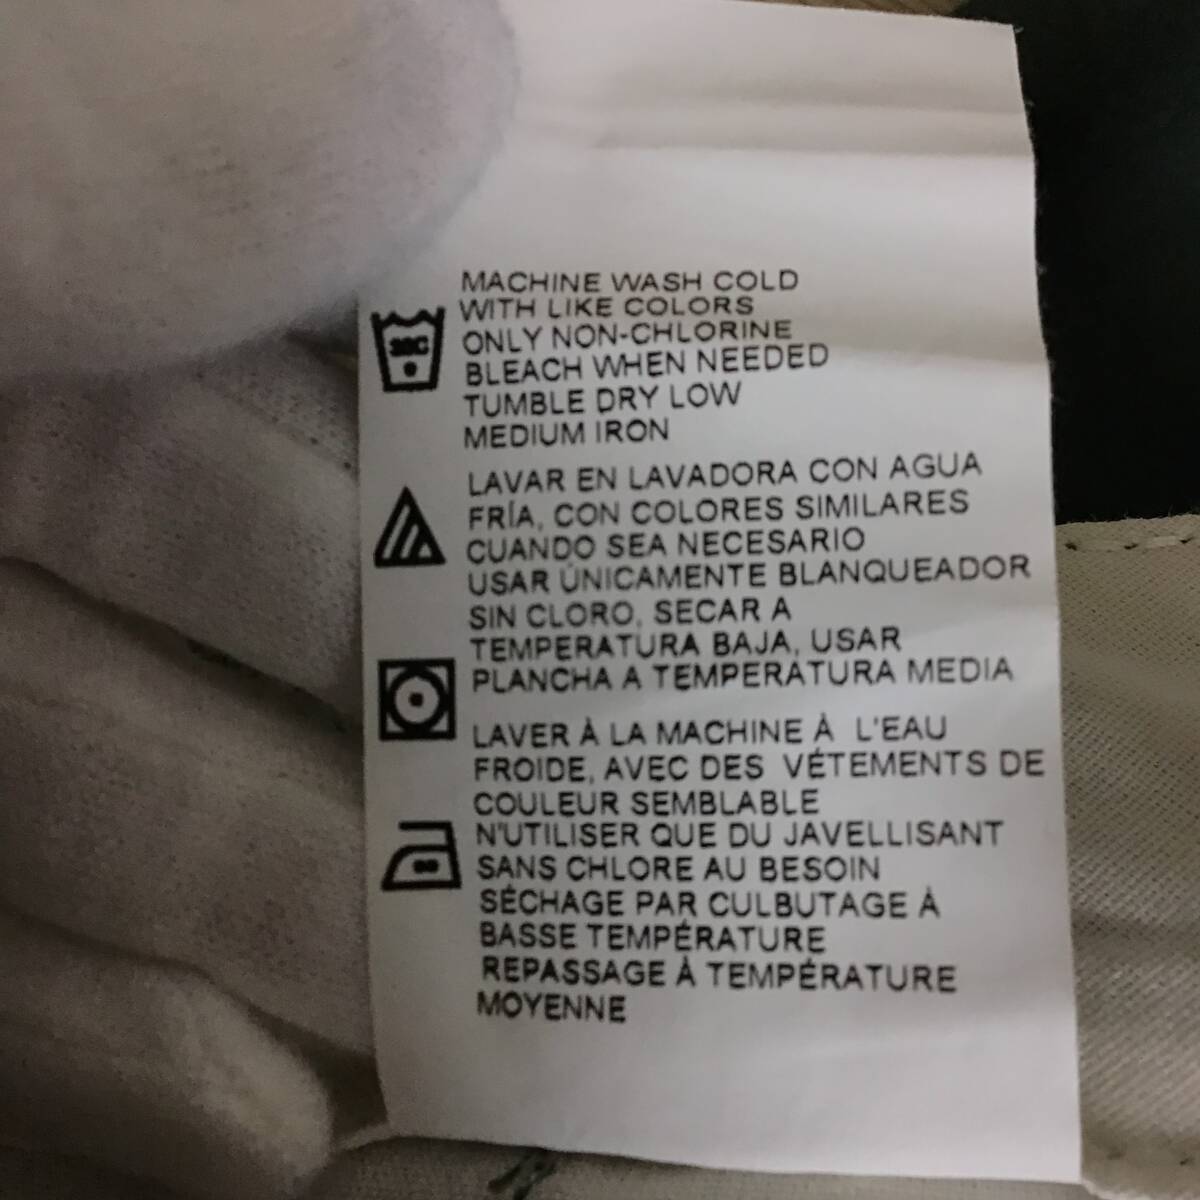 MACHINE WASH COLD
WITH LIKE COLORS
ONLY NON-CHLORINE
BLEACH WHEN NEEDED
TUMBLE DRY LOW
MEDIUM IRON
30C
LAVAR EN LAVADORA CON AGUA
FRÍA, CON COLORES SIMILARES
CUANDO SEA NECESARIO
USAR ÚNICAMENTE BLANQUEADOR
SIN CLORO, SECAR A
TEMPERATURA BAJA, USAR
PLANCHA A TEMPERATURA MEDIA
LAVER À LA MACHINE À L'EAU
FROIDE, AVEC DES VÉTEMENTS DE
COULEUR SEMBLABLE
N'UTILISER QUE DU JAVELLISANT
SANS CHLORE AU BESOIN
SÉCHAGE PAR CULBUTAGE À
BASSE TEMPÉRATURE
REPASSAGE À TEMPÉRATURE
MOYENNE